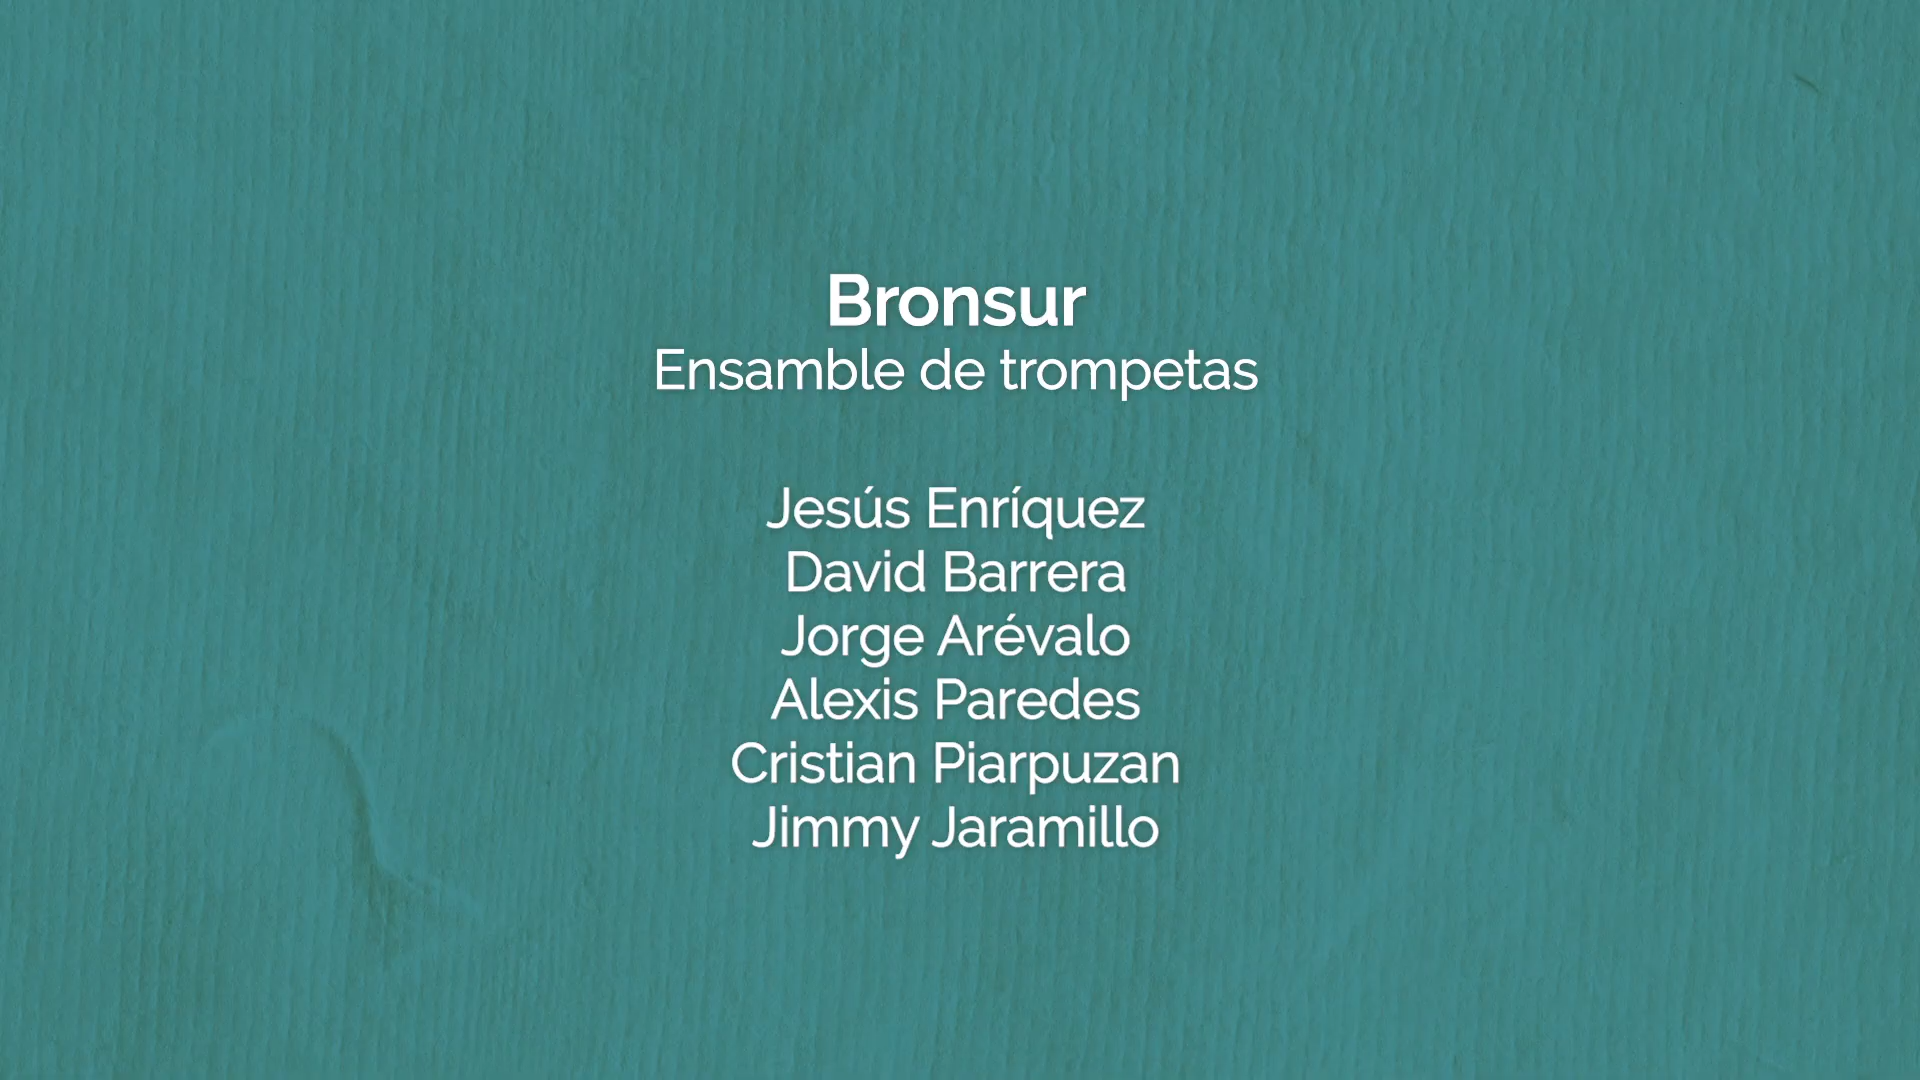 Bronsur
Ensamble de trompetas
Jesús Enríquez
David Barrera
Jorge Arévalo
Alexis Paredes
Cristian Piarpuzan
Jimmy Jaramillo